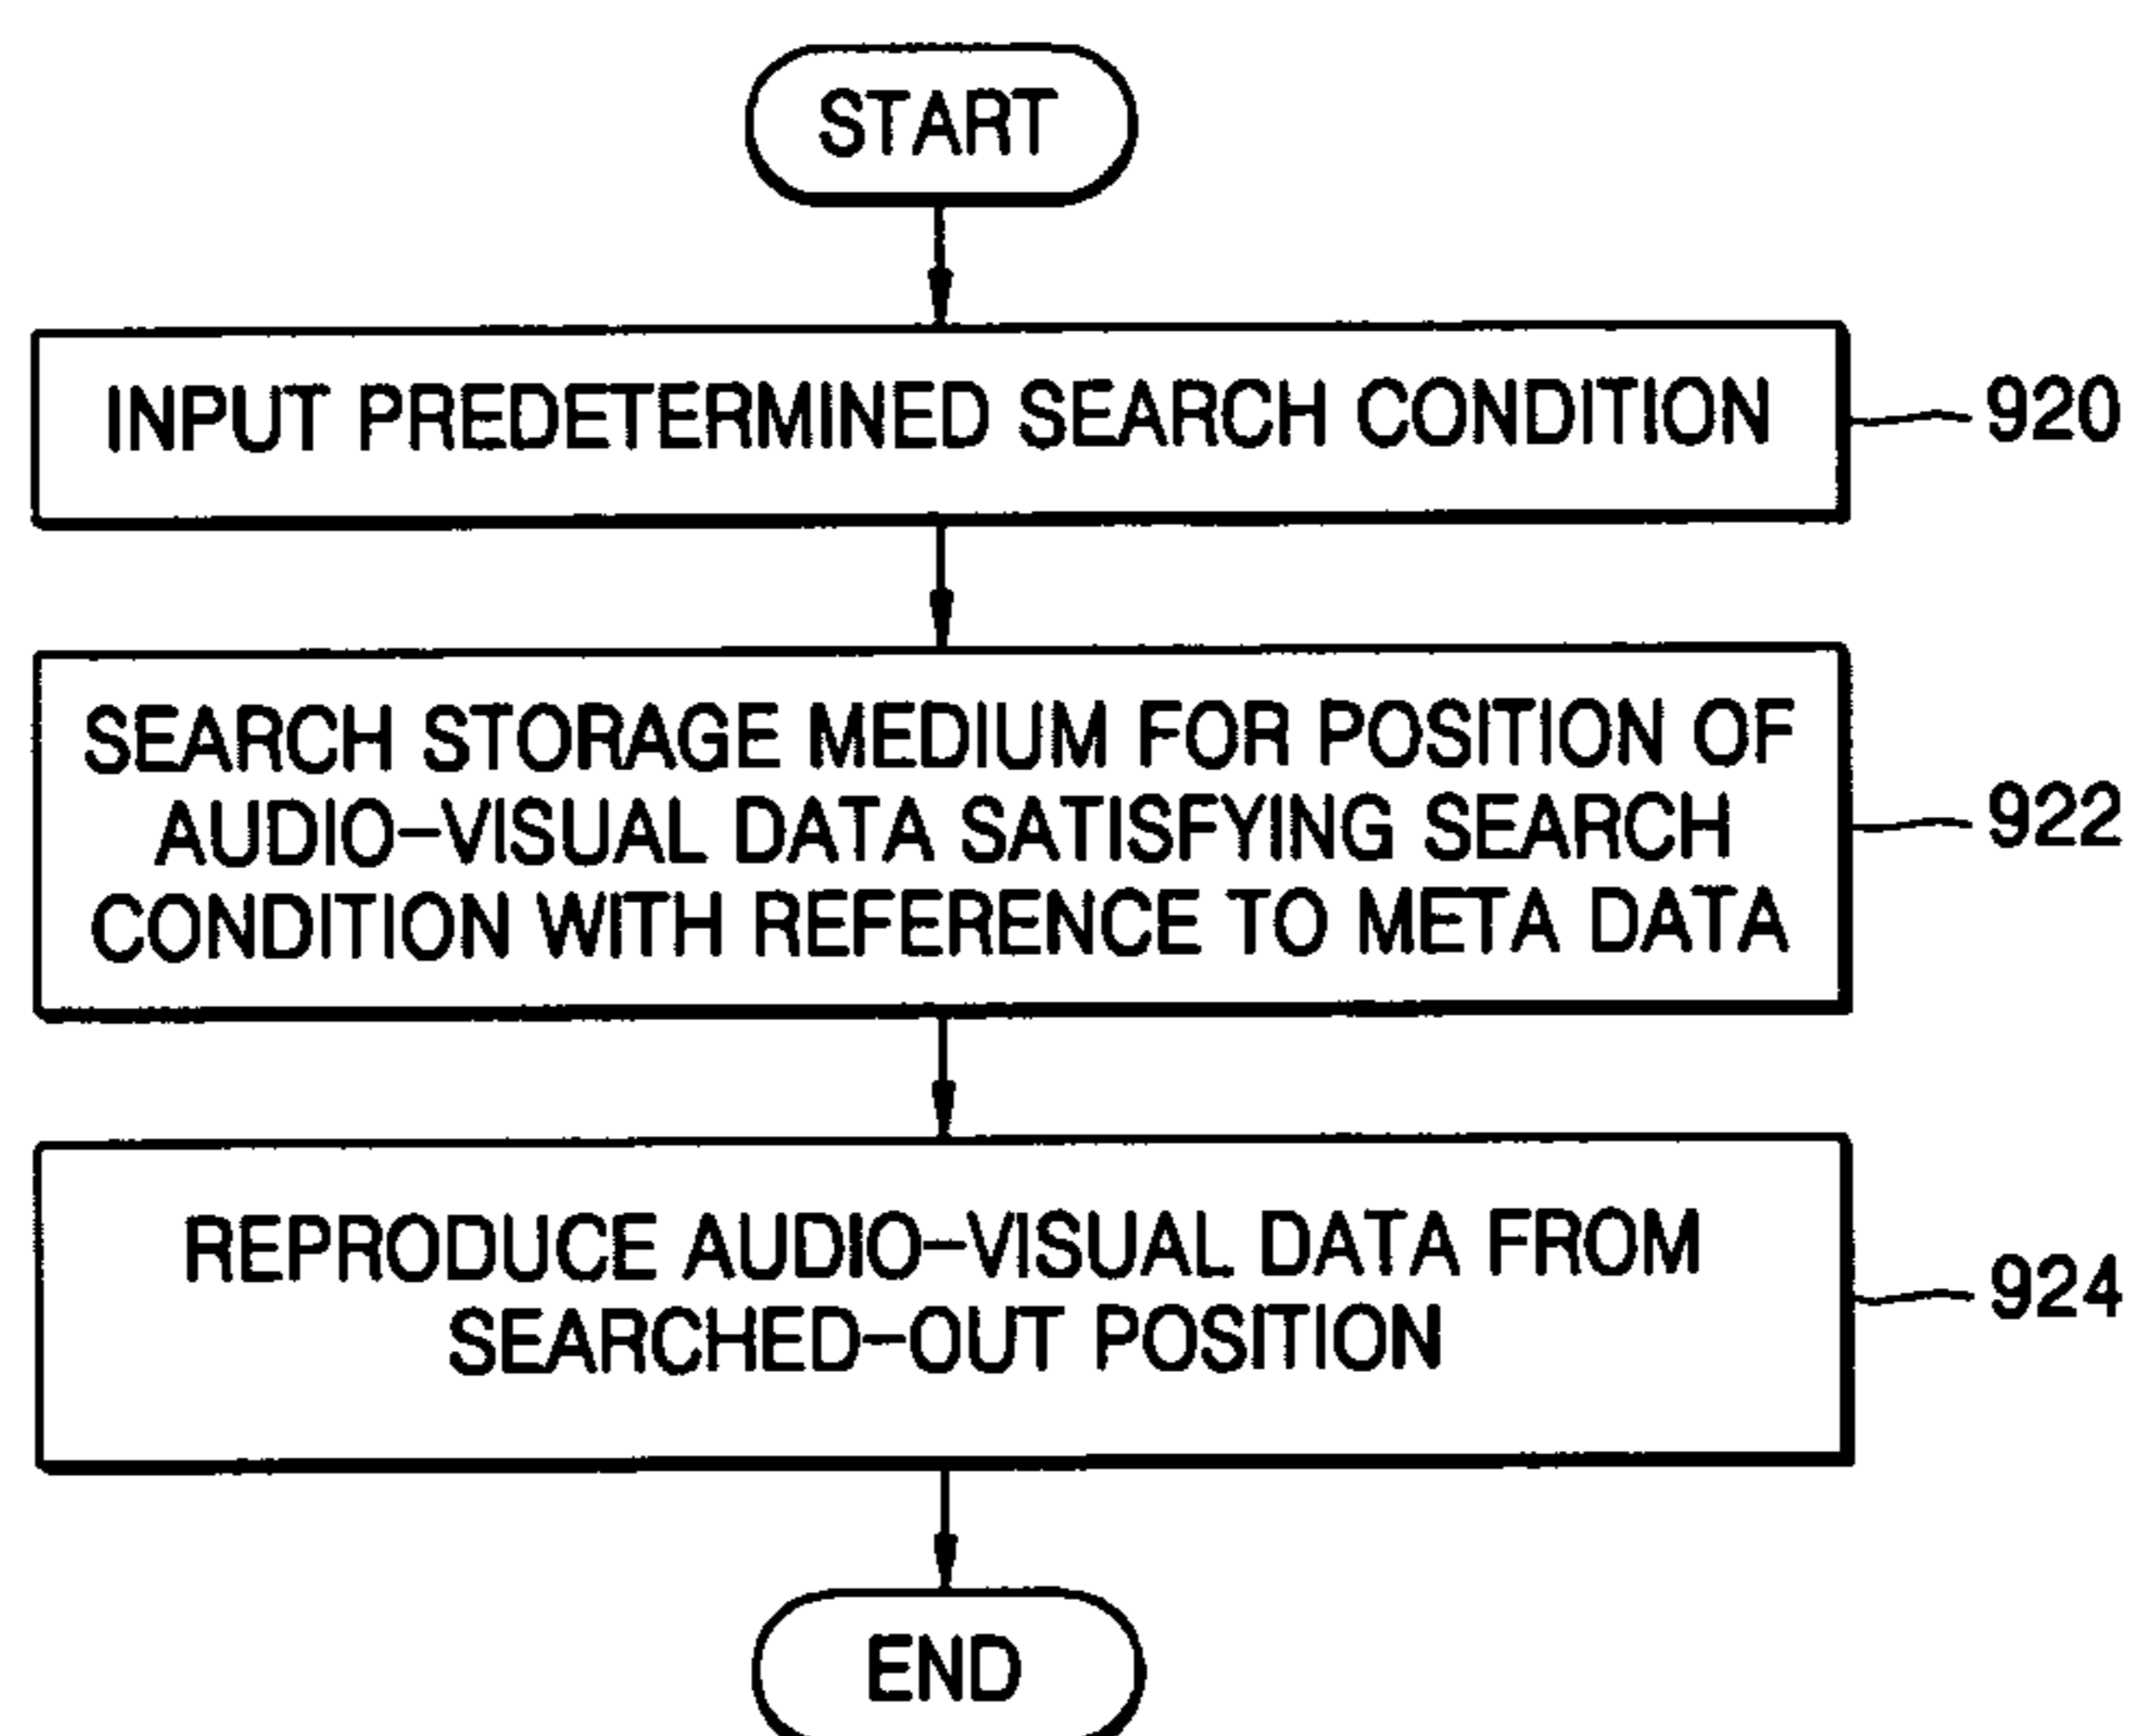 START
INPUT PREDETERMINED SEARCH CONDITION
920
SEARCH STORAGE MEDIUM FOR POSITION OF
AUDIO-VISUAL DATA SATISFYING SEARCH
CONDITION WITH REFERENCE TO META DATA
922
REPRODUCE AUDIO-VISUAL DATA FROM
SEARCHED-OUT POSITION
924
END